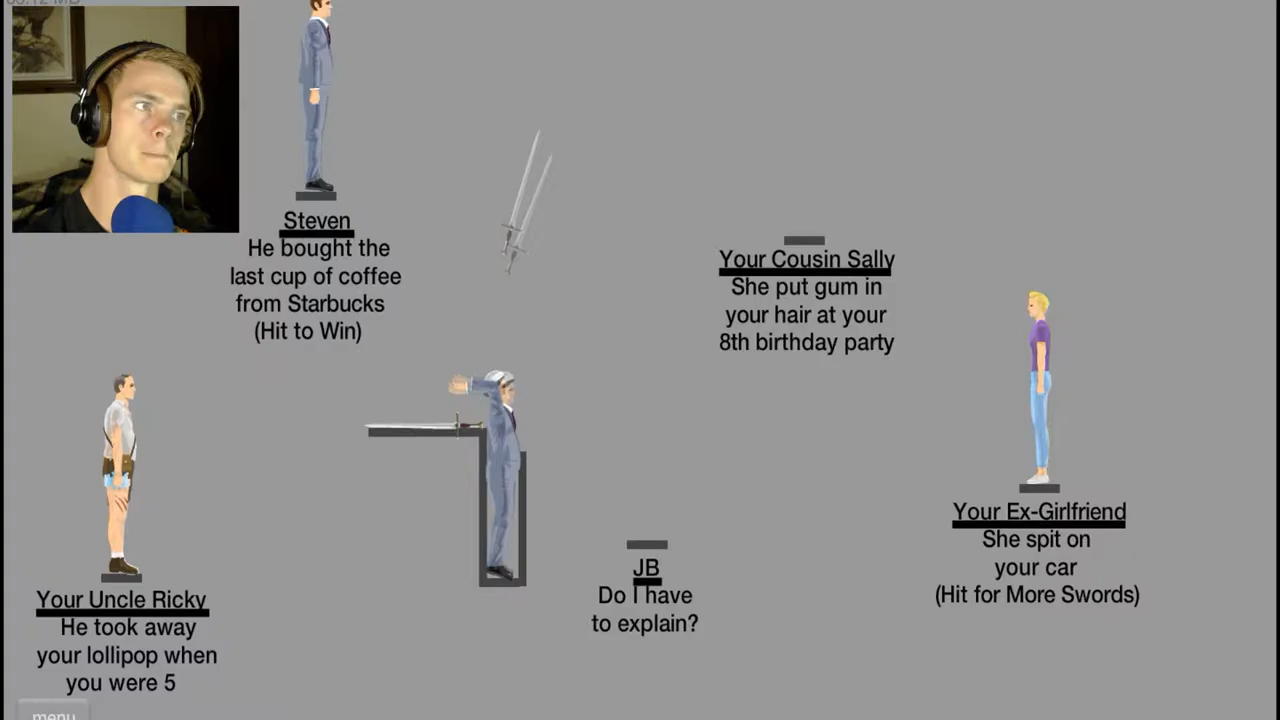 Steven
He bought the
last cup of coffee
from Starbucks
(Hit to Win)
Your Cousin Sally
She put gum in
your hair at your
8th birthday party
Your Ex-Girlfriend
She spit on
your car
(Hit for More Swords)
JB
Do I have
to explain?
Your Uncle Ricky
He took away
your lollipop when
you were 5
menu